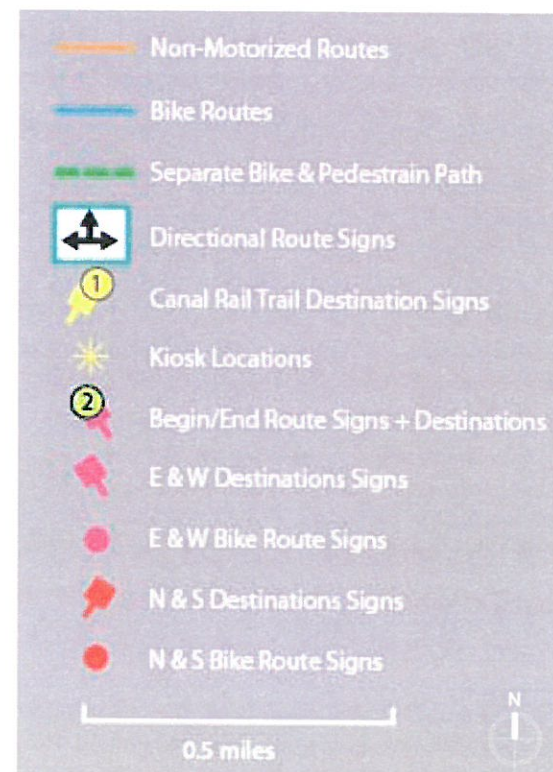 Non-Motorized Routes
Bike Routes
Separate Bike & Pedestrain Path
Directional Route Signs
1
Canal Rail Trail Destination Signs
Kiosk Locations
2
Begin/End Route Signs + Destinations
E & W Destinations Signs
E & W Bike Route Signs
N & S Destinations Signs
N & S Bike Route Signs
N
0.5 miles